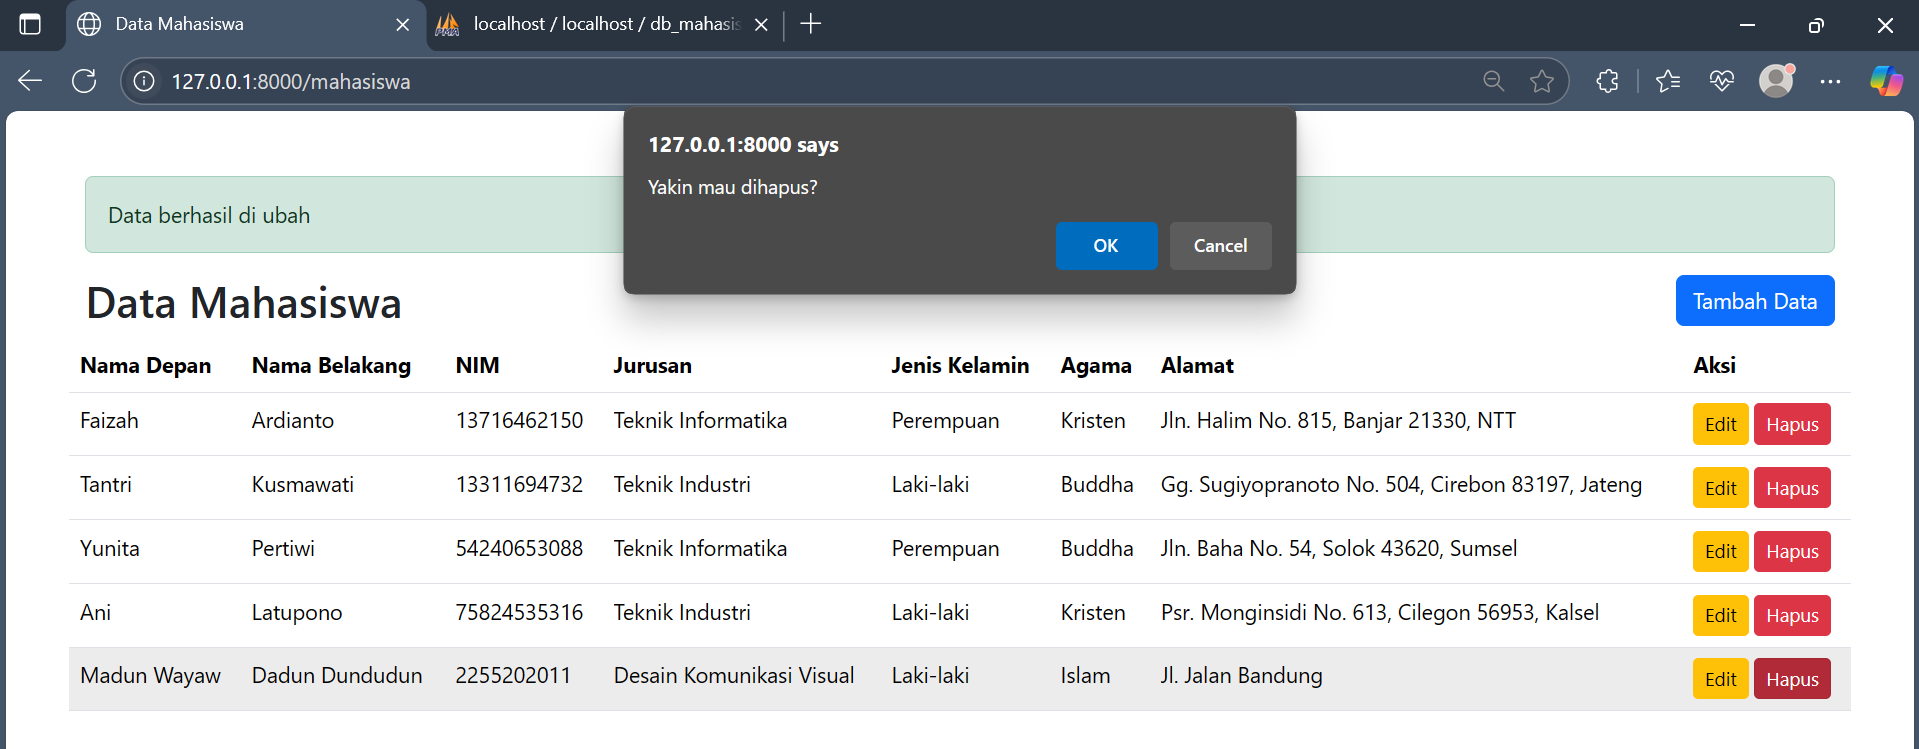 Data Mahasiswa
localhost / localhost / db_mahasis
127.0.0.1:8000/mahasiswa
127.0.0.1:8000 says
Yakin mau dihapus?
OK Cancel
Data berhasil di ubah
Data Mahasiswa
Tambah Data
Nama Depan Nama Belakang NIM Jurusan Jenis Kelamin Agama Alamat Aksi
Faizah Ardianto 13716462150 Teknik Informatika Perempuan Kristen Jln. Halim No. 815, Banjar 21330, NTT Edit Hapus
Tantri Kusmawati 13311694732 Teknik Industri Laki-laki Buddha Gg. Sugiyopranoto No. 504, Cirebon 83197, Jateng Edit Hapus
Yunita Pertiwi 54240653088 Teknik Informatika Perempuan Buddha Jln. Baha No. 54, Solok 43620, Sumsel Edit Hapus
Ani Latupono 75824535316 Teknik Industri Laki-laki Kristen Psr. Monginsidi No. 613, Cilegon 56953, Kalsel Edit Hapus
Madun Wayaw Dadun Dundudun 2255202011 Desain Komunikasi Visual Laki-laki Islam Jl. Jalan Bandung Edit Hapus